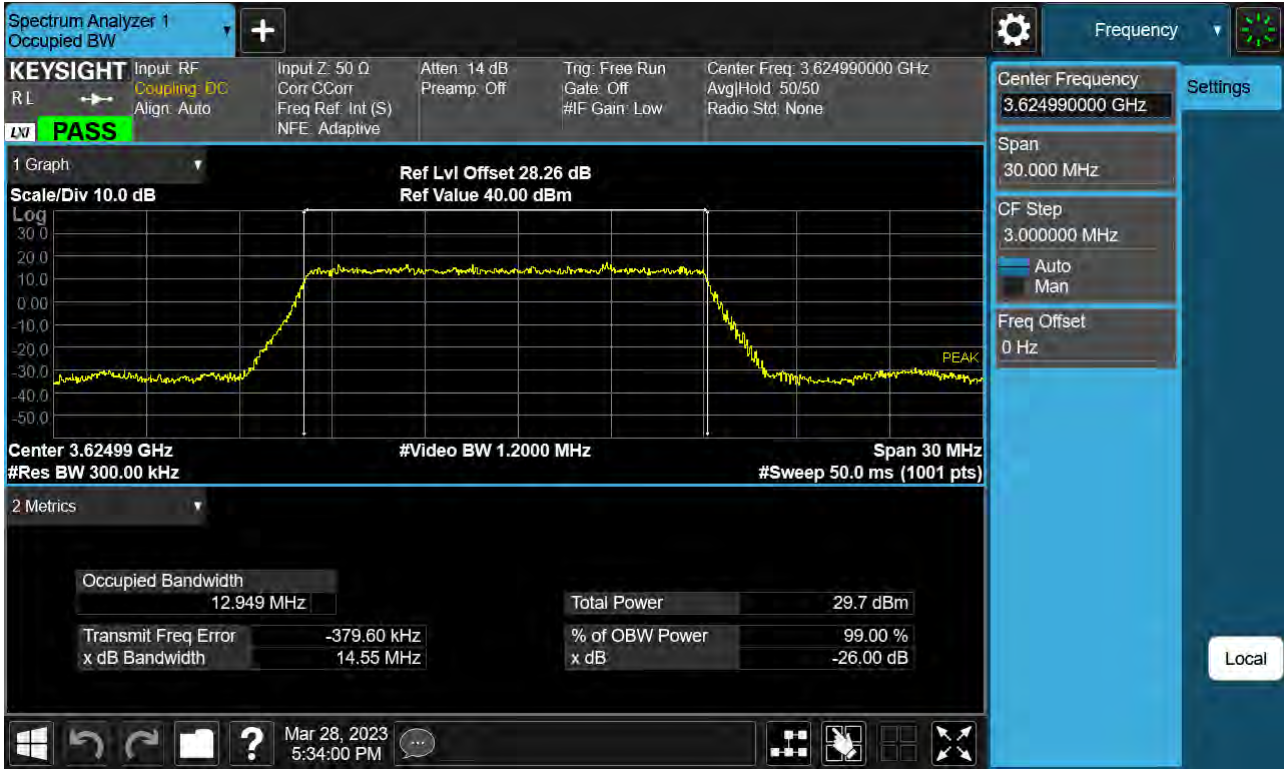 Spectrum Analyzer 1
Occupied BW
Frequency
KEYSIGHT
R L
LXI
PASS
Input: RF
Coupling: DC
Align: Auto
Input Z: 50 Ω
Corr CCorr
Freq Ref: Int (S)
NFE: Adaptive
Atten: 14 dB
Preamp: Off
Trig: Free Run
Gate: Off
#IF Gain: Low
Center Freq: 3.624990000 GHz
Avg|Hold: 50/50
Radio Std: None
1 Graph
Scale/Div 10.0 dB
Ref Lvl Offset 28.26 dB
Ref Value 40.00 dBm
Log
30.0
20.0
10.0
0.00
-10.0
-20.0
-30.0
-40.0
-50.0
PEAK
Center 3.62499 GHz
#Video BW 1.2000 MHz
Span 30 MHz
#Res BW 300.00 kHz
#Sweep 50.0 ms (1001 pts)
2 Metrics
Occupied Bandwidth
12.949 MHz
Total Power 29.7 dBm
Transmit Freq Error -379.60 kHz
% of OBW Power 99.00 %
x dB Bandwidth 14.55 MHz
x dB -26.00 dB
Center Frequency
3.624990000 GHz
Settings
Span
30.000 MHz
CF Step
3.000000 MHz
Auto
Man
Freq Offset
0 Hz
Local
?
Mar 28, 2023
5:34:00 PM